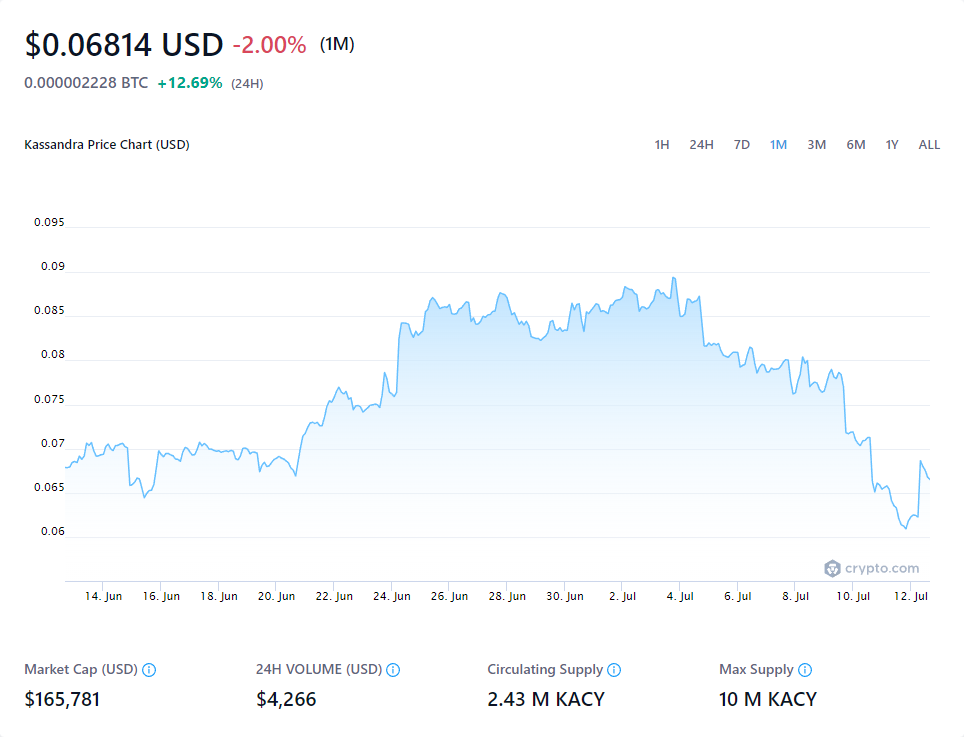 $0.06814 USD -2.00% (1M)
0.000002228 BTC +12.69% (24H)
Kassandra Price Chart (USD)
1H 24H 7D 1M 3M 6M 1Y ALL
0.095
0.09
0.085
0.08
0.075
0.07
0.065
0.06
crypto.com
14. Jun 16. Jun 18. Jun 20. Jun 22. Jun 24. Jun 26. Jun 28. Jun 30. Jun 2. Jul 4. Jul 6. Jul 8. Jul 10. Jul 12. Jul
Market Cap (USD) 24H VOLUME (USD) Circulating Supply Max Supply
$165,781 $4,266 2.43 M KACY 10 M KACY